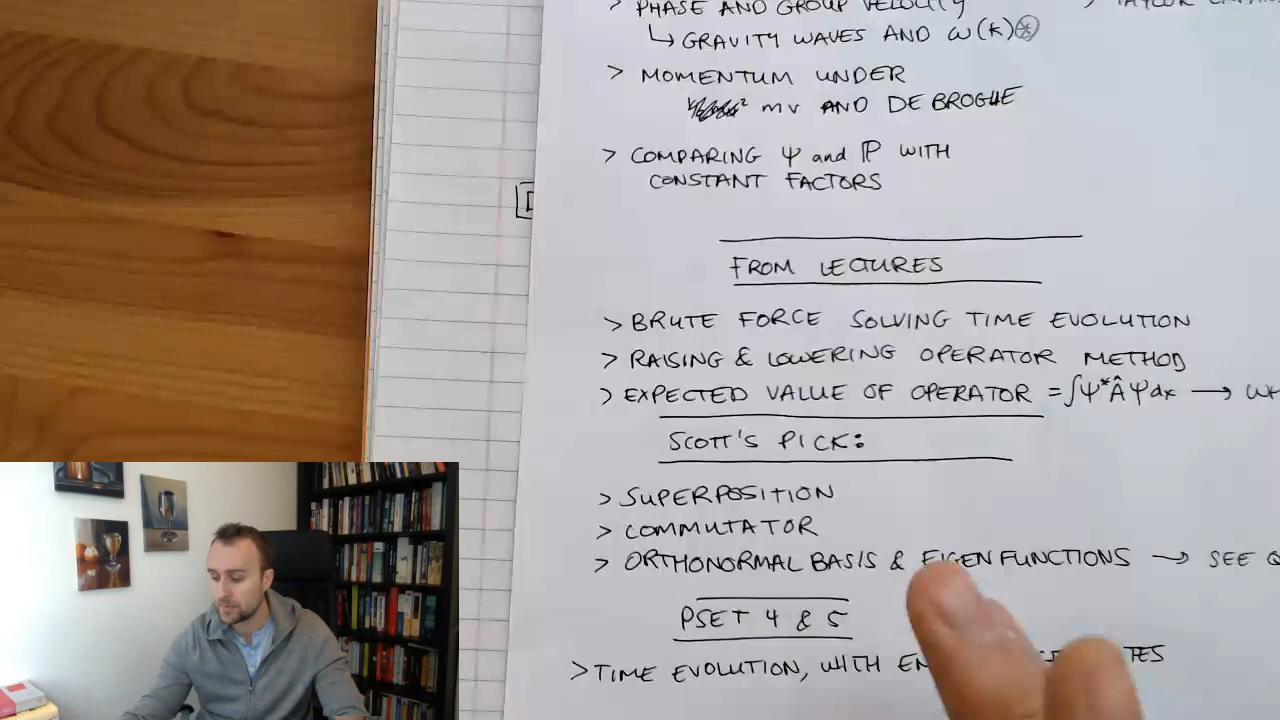 > PHASE AND GROUP VELOCITY
↳ GRAVITY WAVES AND ω(k)
> MOMENTUM UNDER
mv AND DE BROGLIE
> COMPARING Ψ and ℙ WITH
CONSTANT FACTORS
FROM LECTURES
> BRUTE FORCE SOLVING TIME EVOLUTION
> RAISING & LOWERING OPERATOR METHOD
> EXPECTED VALUE OF OPERATOR = ∫Ψ*ÂΨdx →
SCOTT'S PICK:
> SUPERPOSITION
> COMMUTATOR
> ORTHONORMAL BASIS & EIGENFUNCTIONS → SEE Q
PSET 4 & 5
> TIME EVOLUTION, WITH